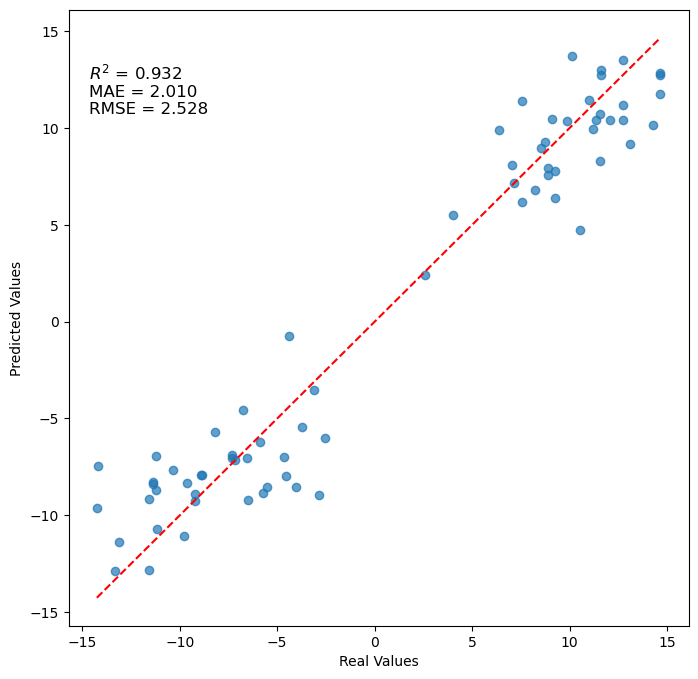 R² = 0.932
MAE = 2.010
RMSE = 2.528
15
10
5
0
−5
−10
−15
Predicted Values
−15 −10 −5 0 5 10 15
Real Values